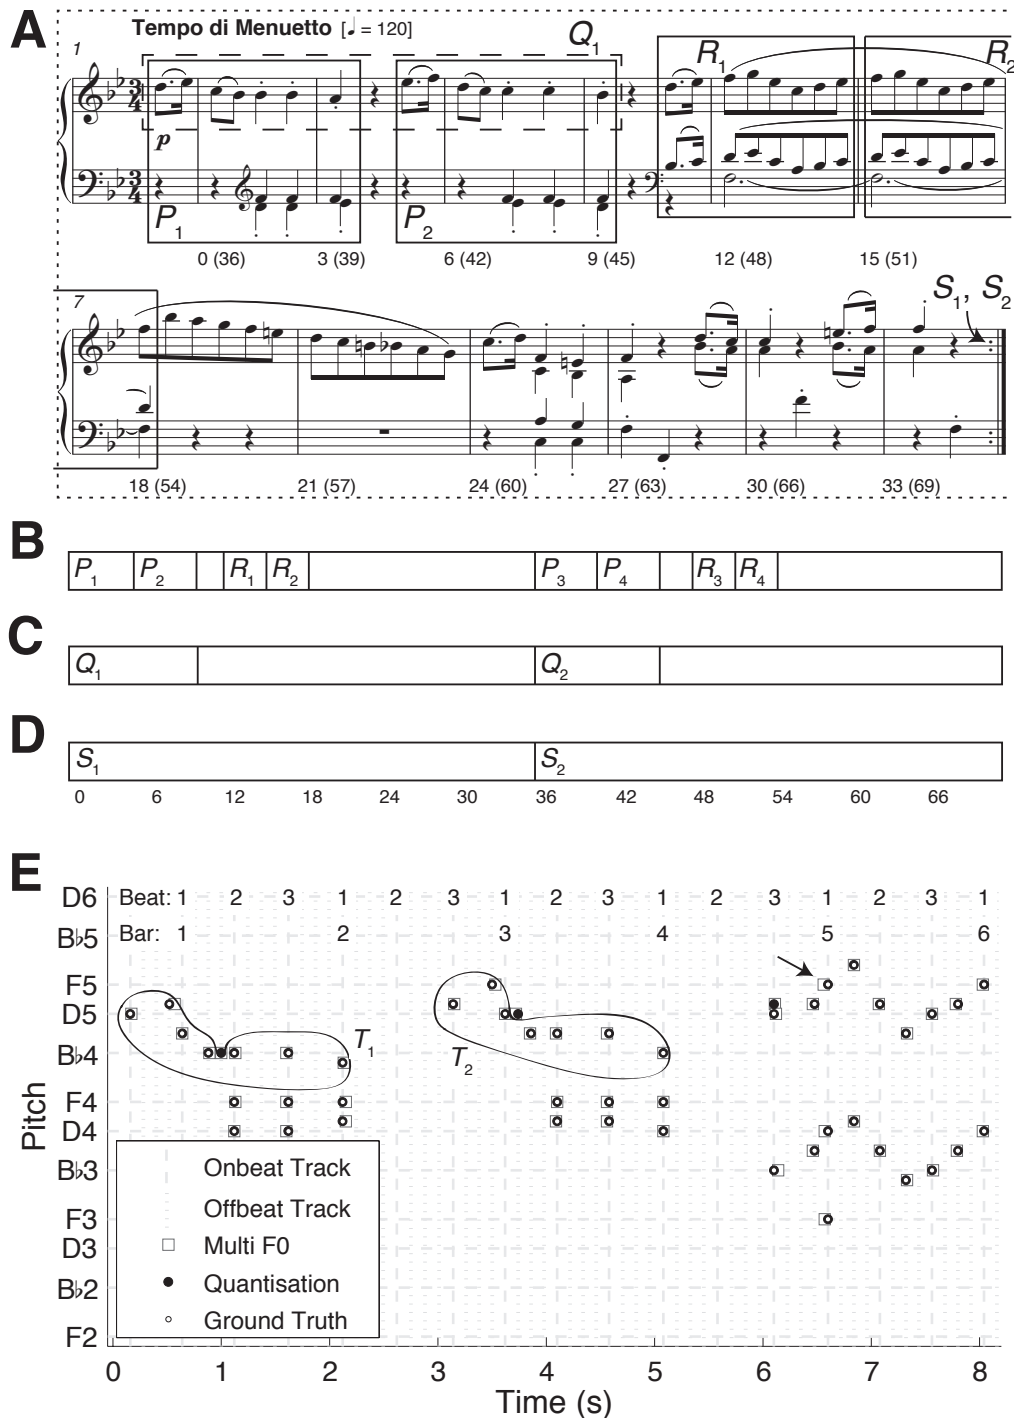 A
Tempo di Menuetto [♩ = 120]
Q1
1
R1
R2
3
4
p
3
4
P1
P2
0 (36)
3 (39)
6 (42)
9 (45)
12 (48)
15 (51)
7
S1, S2
18 (54)
21 (57)
24 (60)
27 (63)
30 (66)
33 (69)
B
P1 P2 R1 R2 P3 P4 R3 R4
C
Q1 Q2
D
S1 S2
0 6 12 18 24 30 36 42 48 54 60 66
E
D6 Beat: 1 2 3 1 2 3 1 2 3 1 2 3 1 2 3 1
B♭5 Bar: 1 2 3 4 5 6
F5
D5
B♭4 T1 T2
F4
D4
B♭3
F3
D3
B♭2
F2
Pitch
Onbeat Track
Offbeat Track
Multi F0
Quantisation
Ground Truth
0 1 2 3 4 5 6 7 8
Time (s)